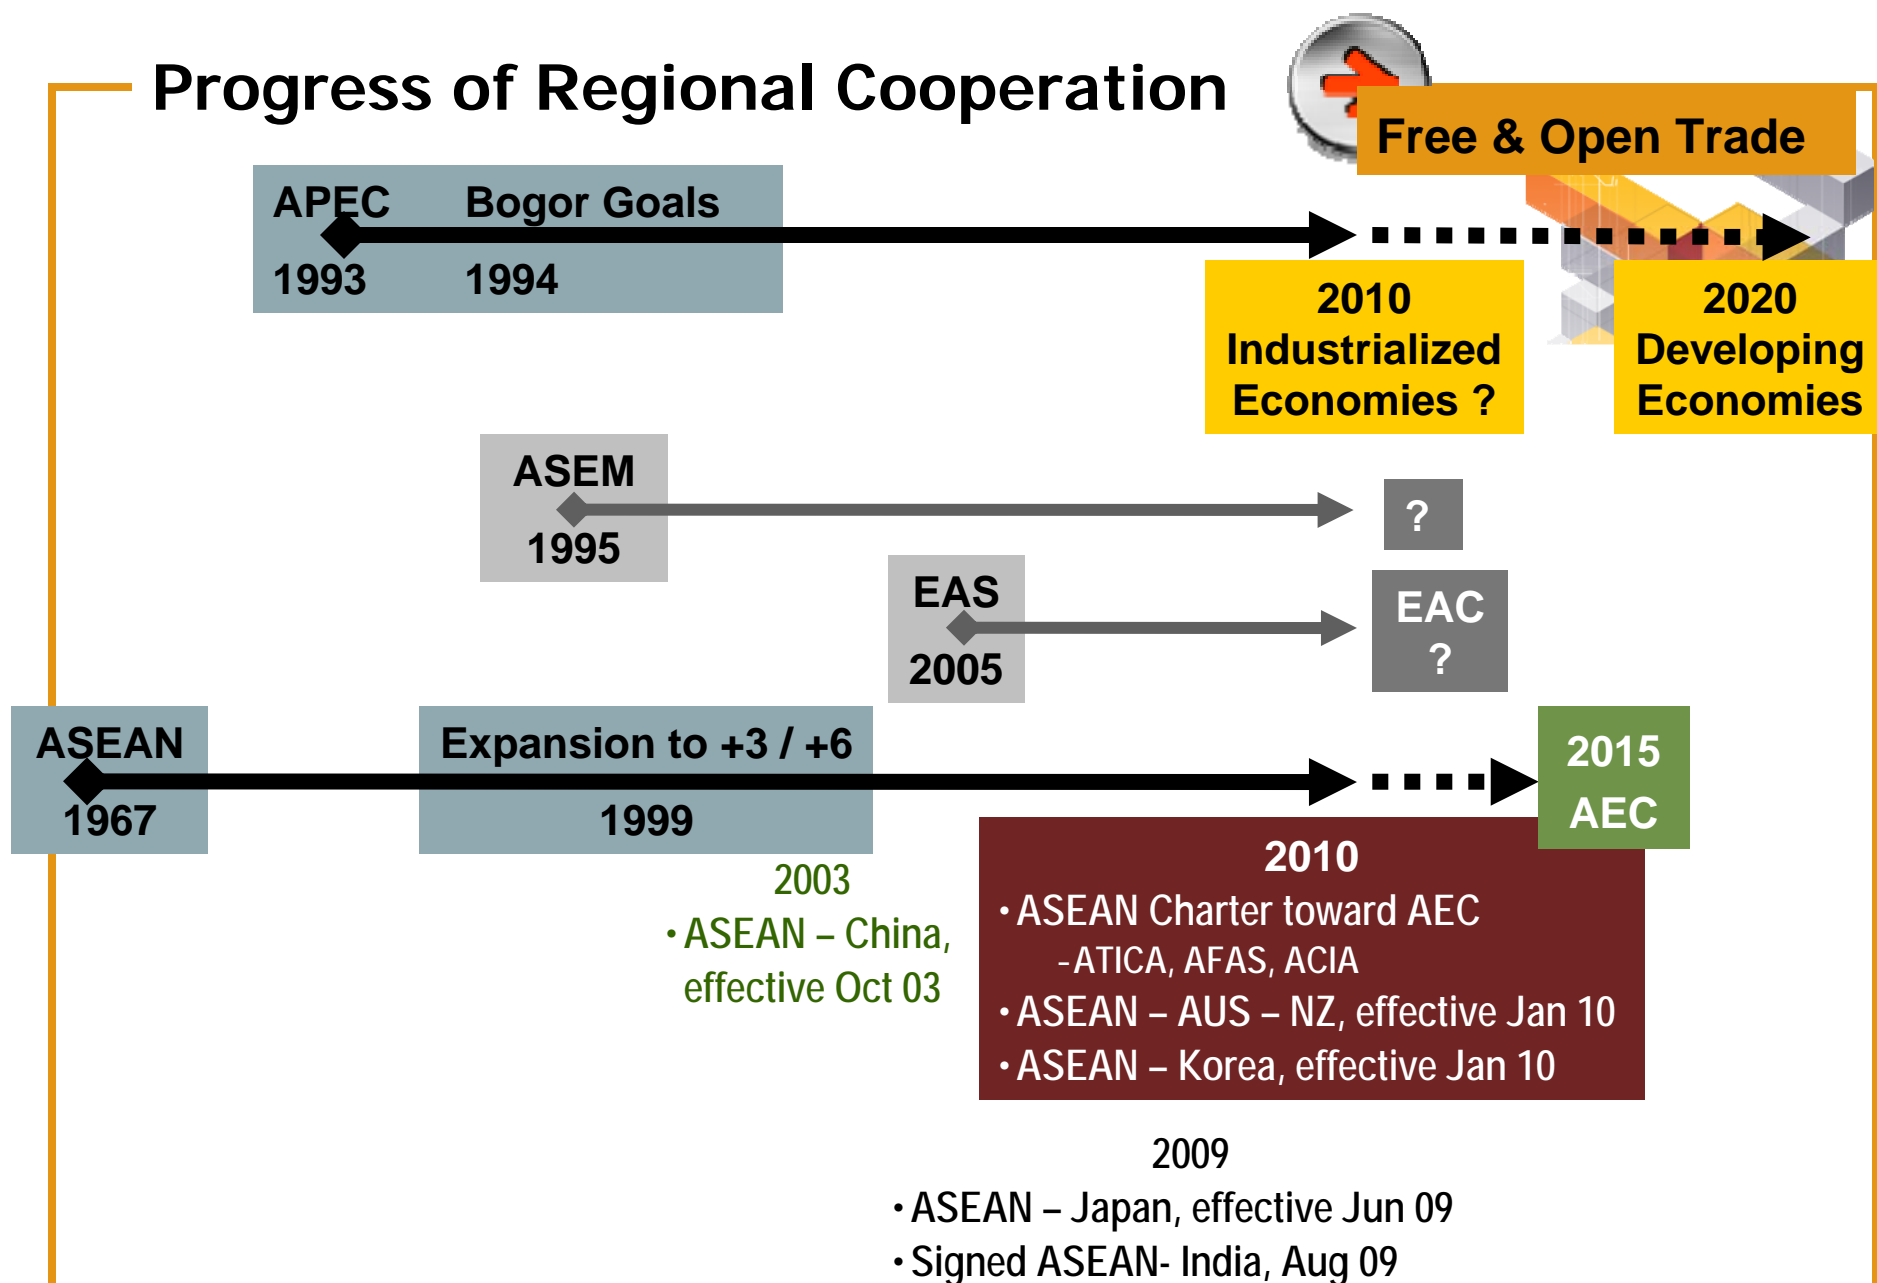 Progress of Regional Cooperation
Free & Open Trade
APEC Bogor Goals
1993 1994
2010
Industrialized
Economies ?
2020
Developing
Economies
ASEM
1995
?
EAS
2005
EAC
?
ASEAN
1967
Expansion to +3 / +6
1999
2015
AEC
2003
・ASEAN – China,
effective Oct 03
2010
・ASEAN Charter toward AEC
-ATICA, AFAS, ACIA
・ASEAN – AUS – NZ, effective Jan 10
・ASEAN – Korea, effective Jan 10
2009
・ASEAN – Japan, effective Jun 09
・Signed ASEAN- India, Aug 09